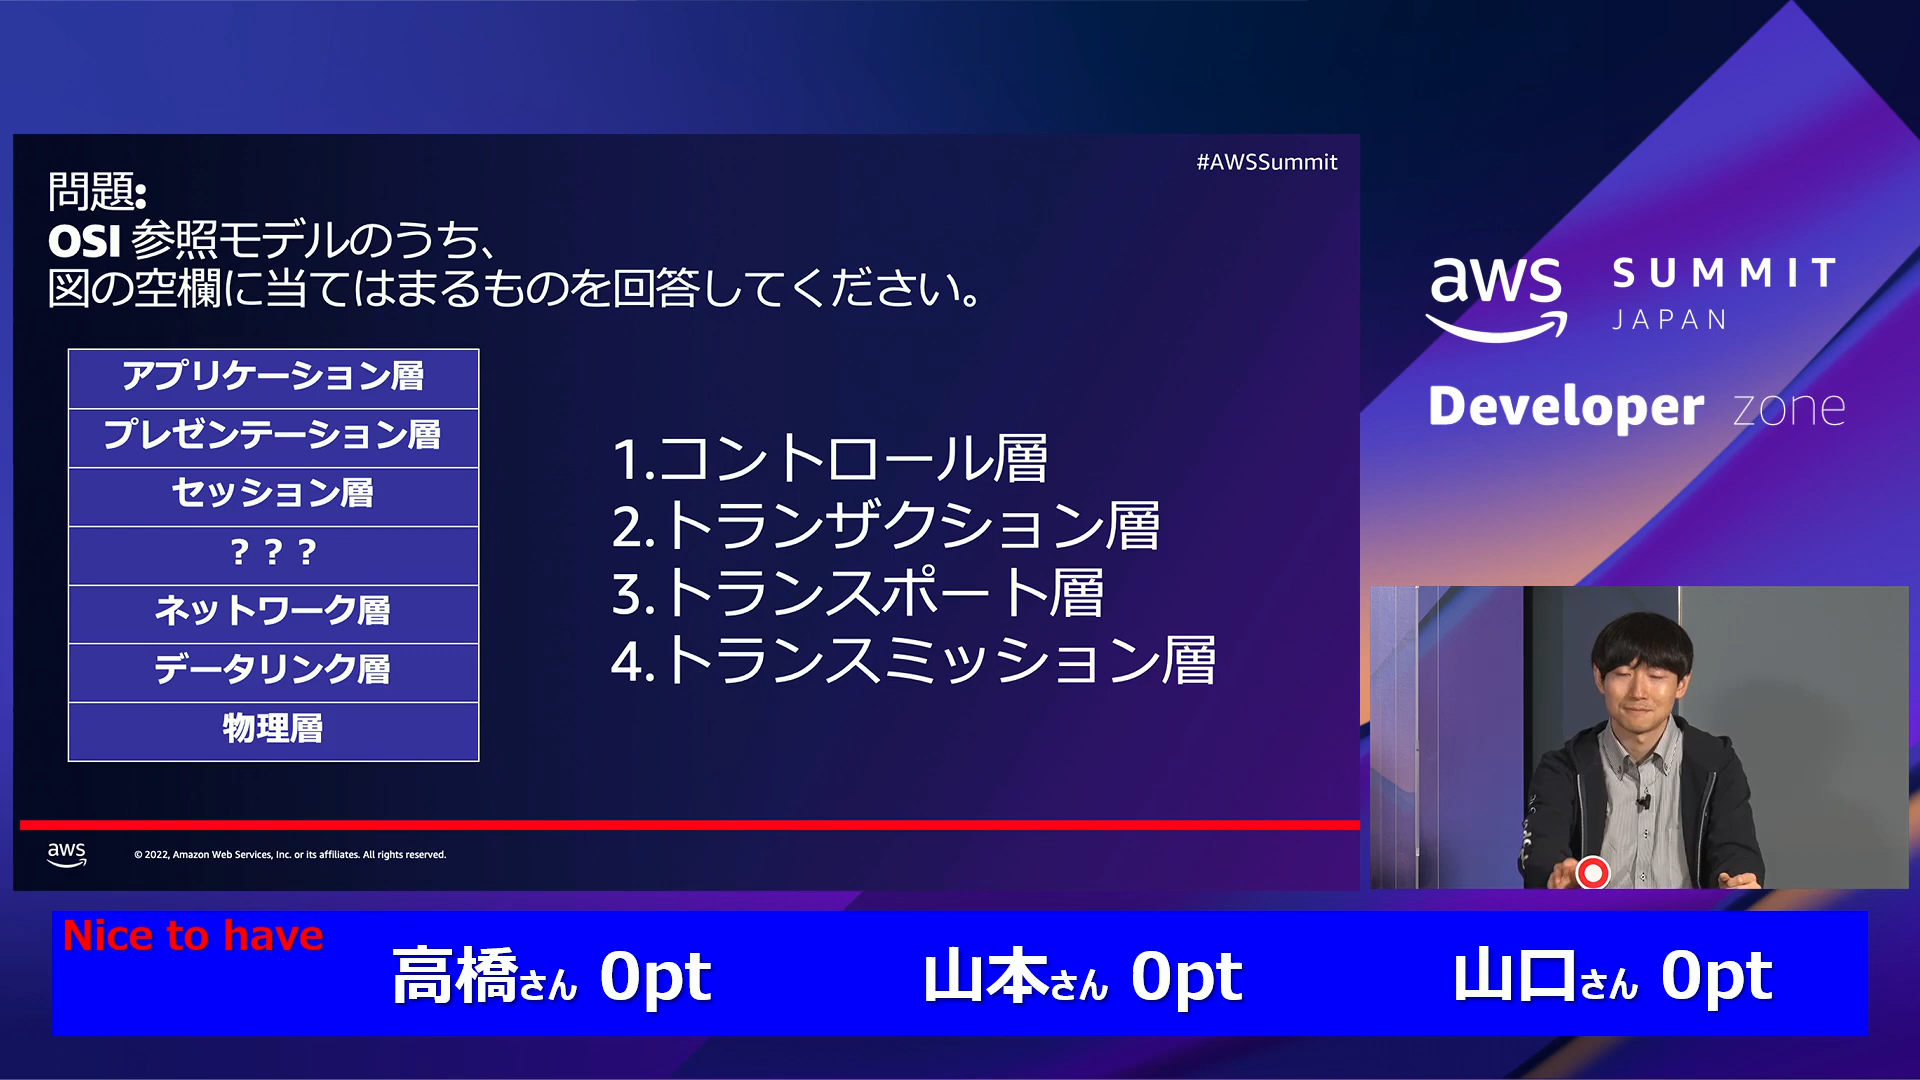 #AWSSummit
問題:
OSI 参照モデルのうち、
図の空欄に当てはまるものを回答してください。
アプリケーション層
プレゼンテーション層
セッション層
？？？
ネットワーク層
データリンク層
物理層
1.コントロール層
2.トランザクション層
3.トランスポート層
4.トランスミッション層
aws
© 2022, Amazon Web Services, Inc. or its affiliates. All rights reserved.
aws SUMMIT
JAPAN
Developer zone
Nice to have
高橋さん 0pt
山本さん 0pt
山口さん 0pt